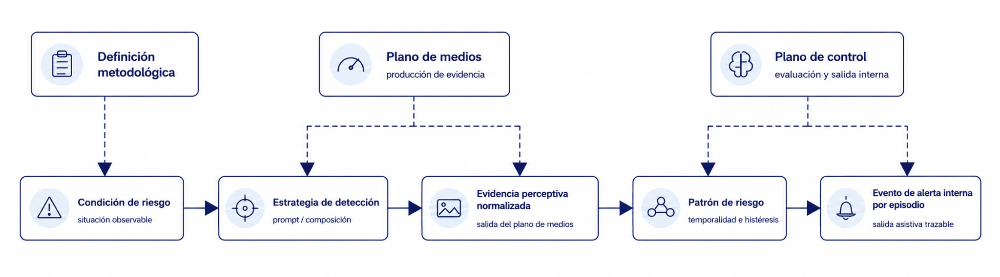 Definición
metodológica
Plano de medios
producción de evidencia
Plano de control
evaluación y salida interna
Condición de riesgo
situación observable
Estrategia de detección
prompt / composición
Evidencia perceptiva
normalizada
salida del plano de medios
Patrón de riesgo
temporalidad e histéresis
Evento de alerta interna
por episodio
salida asistiva trazable